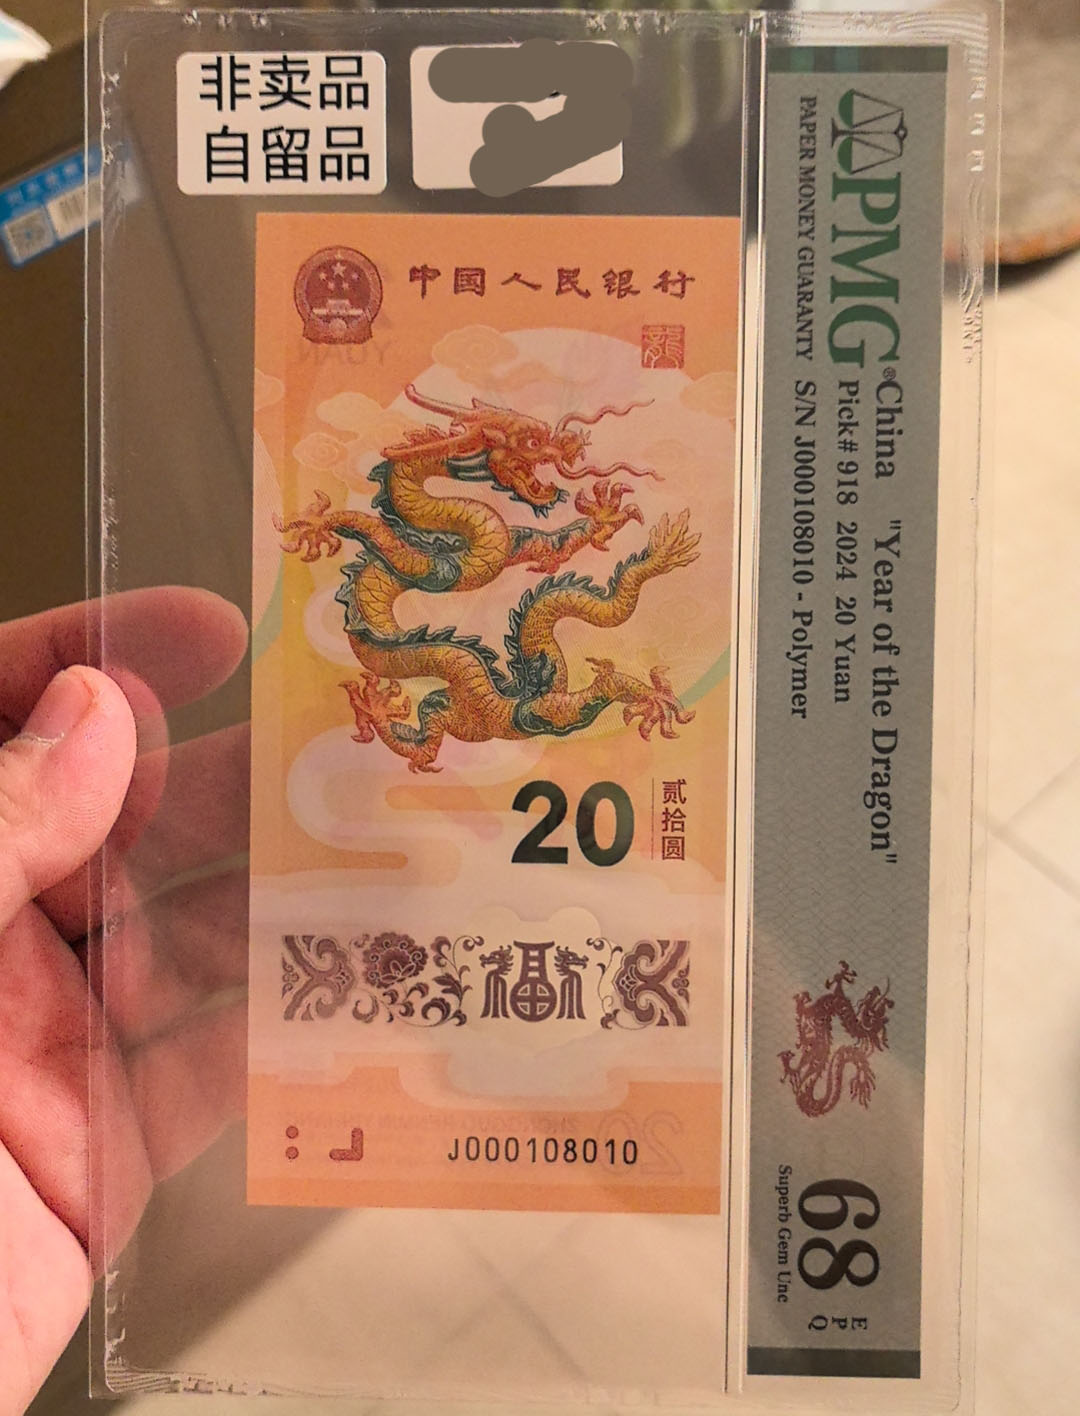 非卖品
自留品
中国人民银行
龍
20
贰拾圆
福
J000108010
PMG®
PAPER MONEY GUARANTY
China "Year of the Dragon"
Pick# 918 2024 20 Yuan
S/N J000108010 - Polymer
68
EPQ
Superb Gem Unc